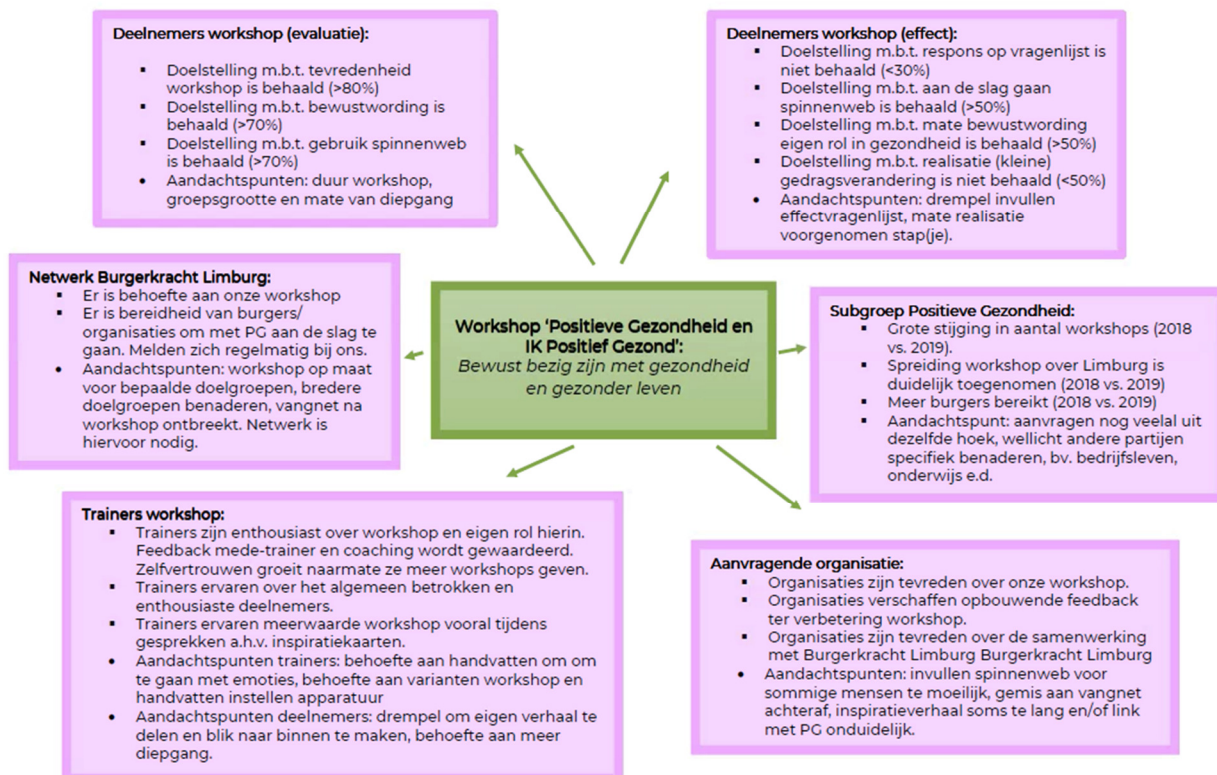 Deelnemers workshop (evaluatie):
▪ Doelstelling m.b.t. tevredenheid
workshop is behaald (>80%)
▪ Doelstelling m.b.t. bewustwording is
behaald (>70%)
▪ Doelstelling m.b.t. gebruik spinnenweb
is behaald (>70%)
• Aandachtspunten: duur workshop,
groepsgrootte en mate van diepgang
Deelnemers workshop (effect):
▪ Doelstelling m.b.t. respons op vragenlijst is
niet behaald (<30%)
▪ Doelstelling m.b.t. aan de slag gaan
spinnenweb is behaald (>50%)
▪ Doelstelling m.b.t. mate bewustwording
eigen rol in gezondheid is behaald (>50%)
▪ Doelstelling m.b.t. realisatie (kleine)
gedragsverandering is niet behaald (<50%)
• Aandachtspunten: drempel invullen
effectvragenlijst, mate realisatie
voorgenomen stap(je).
Netwerk Burgerkracht Limburg:
▪ Er is behoefte aan onze workshop
▪ Er is bereidheid van burgers/
organisaties om met PG aan de slag te
gaan. Melden zich regelmatig bij ons.
• Aandachtspunten: workshop op maat
voor bepaalde doelgroepen, bredere
doelgroepen benaderen, vangnet na
workshop ontbreekt. Netwerk is
hiervoor nodig.
Workshop ‘Positieve Gezondheid en
IK Positief Gezond’:
Bewust bezig zijn met gezondheid
en gezonder leven
Subgroep Positieve Gezondheid:
▪ Grote stijging in aantal workshops (2018
vs. 2019).
▪ Spreiding workshop over Limburg is
duidelijk toegenomen (2018 vs. 2019)
▪ Meer burgers bereikt (2018 vs. 2019)
▪ Aandachtspunt: aanvragen nog veelal uit
dezelfde hoek, wellicht andere partijen
specifiek benaderen, bv. bedrijfsleven,
onderwijs e.d.
Trainers workshop:
▪ Trainers zijn enthousiast over workshop en eigen rol hierin.
Feedback mede-trainer en coaching wordt gewaardeerd.
Zelfvertrouwen groeit naarmate ze meer workshops geven.
▪ Trainers ervaren over het algemeen betrokken en
enthousiaste deelnemers.
▪ Trainers ervaren meerwaarde workshop vooral tijdens
gesprekken a.h.v. inspiratiekaarten.
• Aandachtspunten trainers: behoefte aan handvatten om om
te gaan met emoties, behoefte aan varianten workshop en
handvatten instellen apparatuur
• Aandachtspunten deelnemers: drempel om eigen verhaal te
delen en blik naar binnen te maken, behoefte aan meer
diepgang.
Aanvragende organisatie:
▪ Organisaties zijn tevreden over onze workshop.
▪ Organisaties verschaffen opbouwende feedback
ter verbetering workshop.
▪ Organisaties zijn tevreden over de samenwerking
met Burgerkracht Limburg Burgerkracht Limburg
• Aandachtspunten: invullen spinnenweb voor
sommige mensen te moeilijk, gemis aan vangnet
achteraf, inspiratieverhaal soms te lang en/of link
met PG onduidelijk.